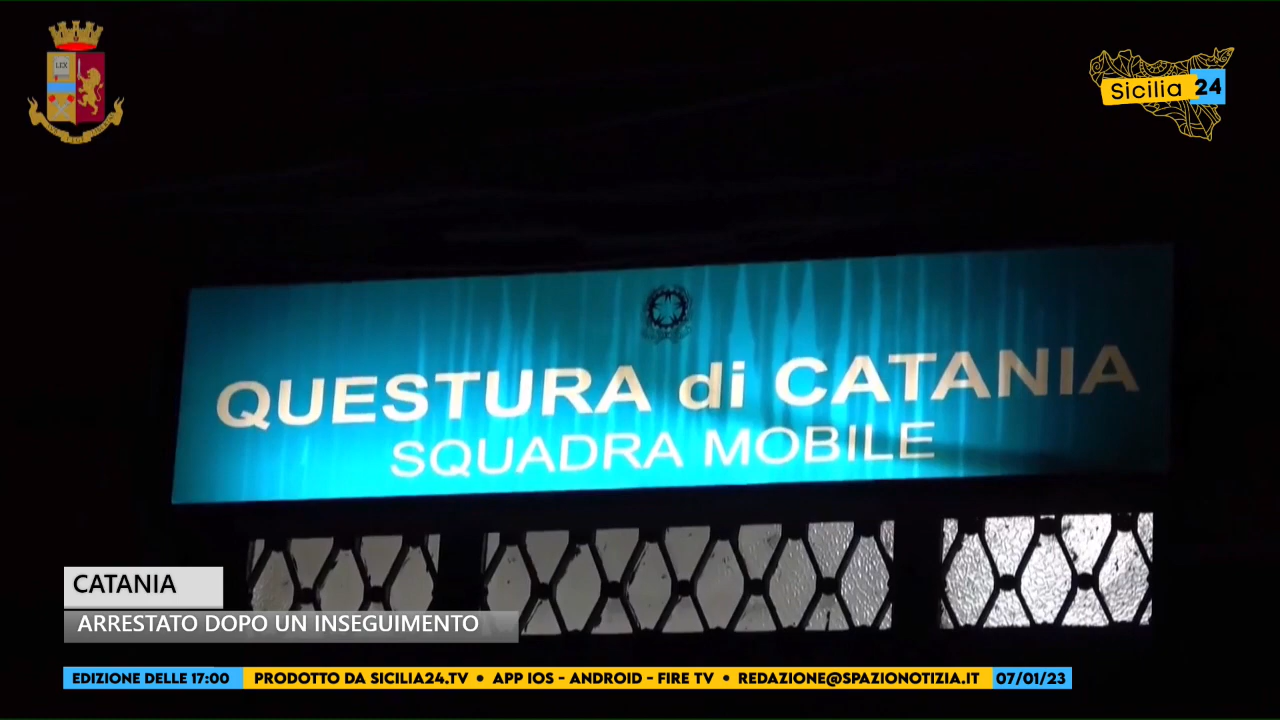 LEX
Sicilia 24
QUESTURA di CATANIA
SQUADRA MOBILE
CATANIA
ARRESTATO DOPO UN INSEGUIMENTO
EDIZIONE DELLE 17:00 PRODOTTO DA SICILIA24.TV • APP IOS - ANDROID - FIRE TV • REDAZIONE@SPAZIONOTIZIA.IT 07/01/23